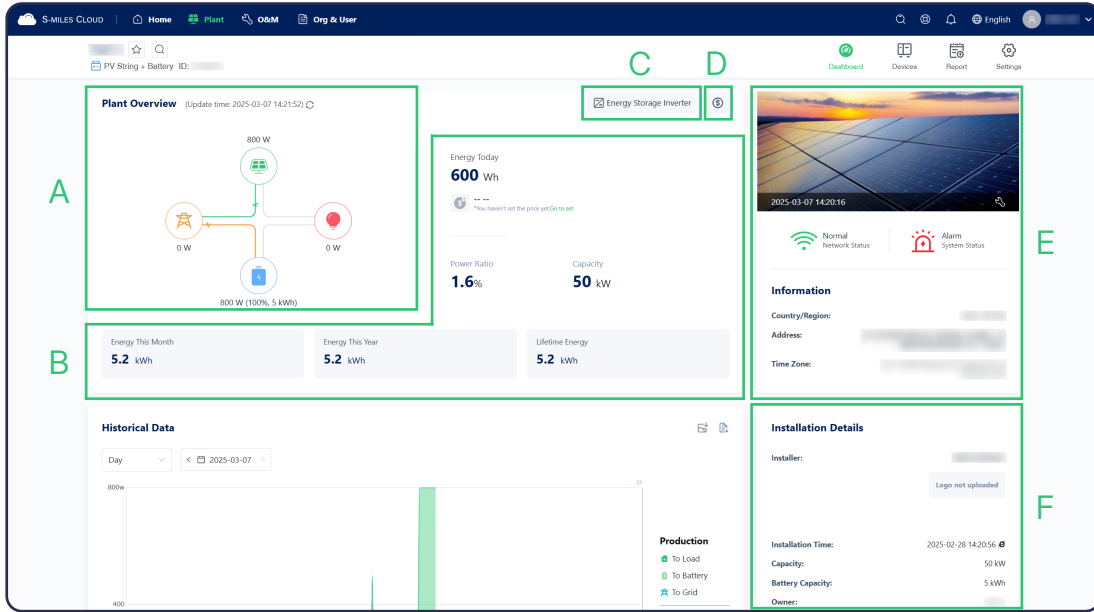 S-MILES CLOUD Home Plant O&M Org & User English A
PV String + Battery ID:
Dashboard Devices Report Settings
C D
A
Plant Overview (Update time: 2025-03-07 14:21:52)
Energy Storage Inverter
800 W
0 W
0 W
800 W (100%, 5 kWh)
B
Energy Today
600 Wh
-- --
*You haven't set the price yet.Go to set
Power Ratio Capacity
1.6% 50 kW
Energy This Month Energy This Year Lifetime Energy
5.2 kWh 5.2 kWh 5.2 kWh
E
2025-03-07 14:20:16
Normal
Network Status
Alarm
System Status
Information
Country/Region:
Address:
Time Zone:
Historical Data
Day < 2025-03-07 >
800w
400
Production
To Load
To Battery
To Grid
F
Installation Details
Installer:
Logo not uploaded
Installation Time: 2025-02-28 14:20:56
Capacity: 50 kW
Battery Capacity: 5 kWh
Owner: